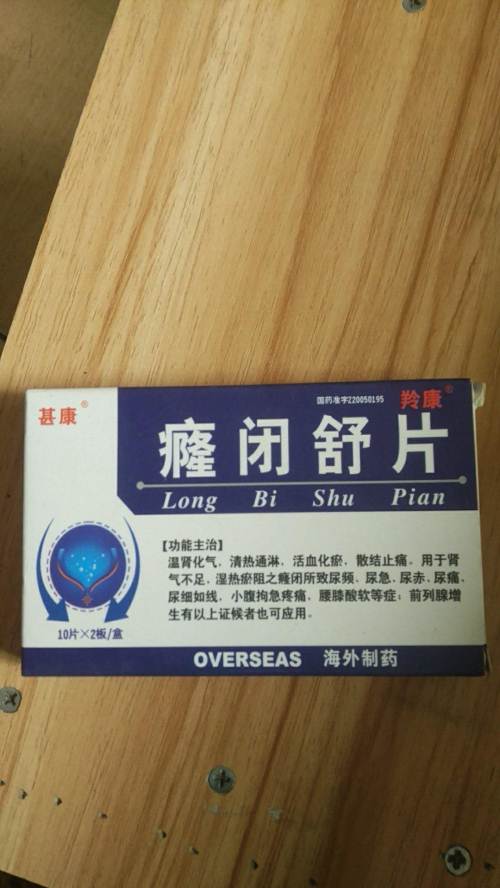 甚康®
国药准字Z20050195
羚康®
癃闭舒片
Long Bi Shu Pian
【功能主治】
温肾化气，清热通淋，活血化瘀，散结止痛。用于肾
气不足，湿热瘀阻之癃闭所致尿频、尿急、尿赤、尿痛、
尿细如线，小腹拘急疼痛，腰膝酸软等症；前列腺增
生有以上证候者也可应用。
10片×2板/盒
OVERSEAS 海外制药